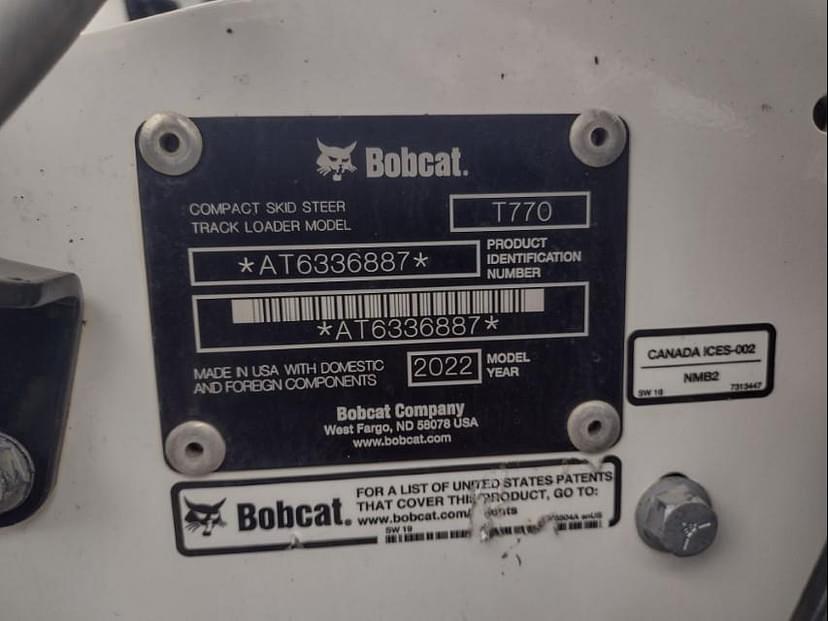 Bobcat.
COMPACT SKID STEER
TRACK LOADER MODEL
T770
*AT6336887*
PRODUCT
IDENTIFICATION
NUMBER
*AT6336887*
MADE IN USA WITH DOMESTIC
AND FOREIGN COMPONENTS
2022
MODEL
YEAR
Bobcat Company
West Fargo, ND 58078 USA
www.bobcat.com
CANADA ICES-002
NMB2
SW 19
7313447
Bobcat.
FOR A LIST OF UNITED STATES PATENTS
THAT COVER THIS PRODUCT, GO TO:
www.bobcat.com/
SW 19
enUS